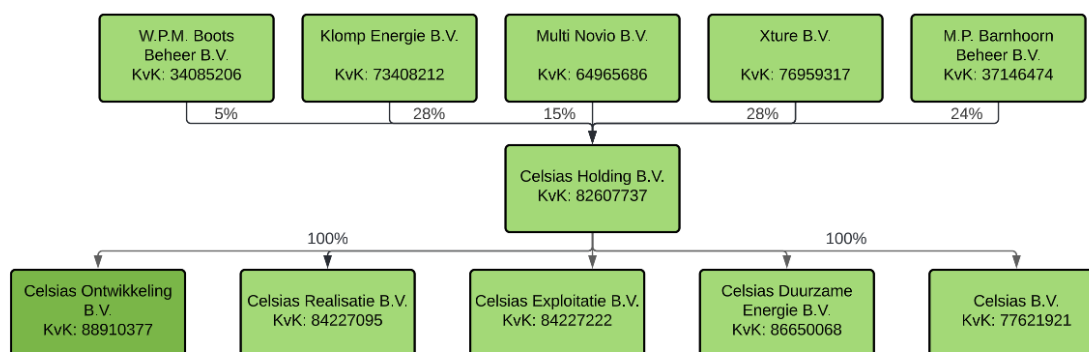 W.P.M. Boots
Beheer B.V.
KvK: 34085206
Klomp Energie B.V.
KvK: 73408212
Multi Novio B.V.
KvK: 64965686
Xture B.V.
KvK: 76959317
M.P. Barnhoorn
Beheer B.V.
KvK: 37146474
5%
28%
15%
28%
24%
Celsias Holding B.V.
KvK: 82607737
100%
100%
Celsias Ontwikkeling
B.V.
KvK: 88910377
Celsias Realisatie B.V.
KvK: 84227095
Celsias Exploitatie B.V.
KvK: 84227222
Celsias Duurzame
Energie B.V.
KvK: 86650068
Celsias B.V.
KvK: 77621921